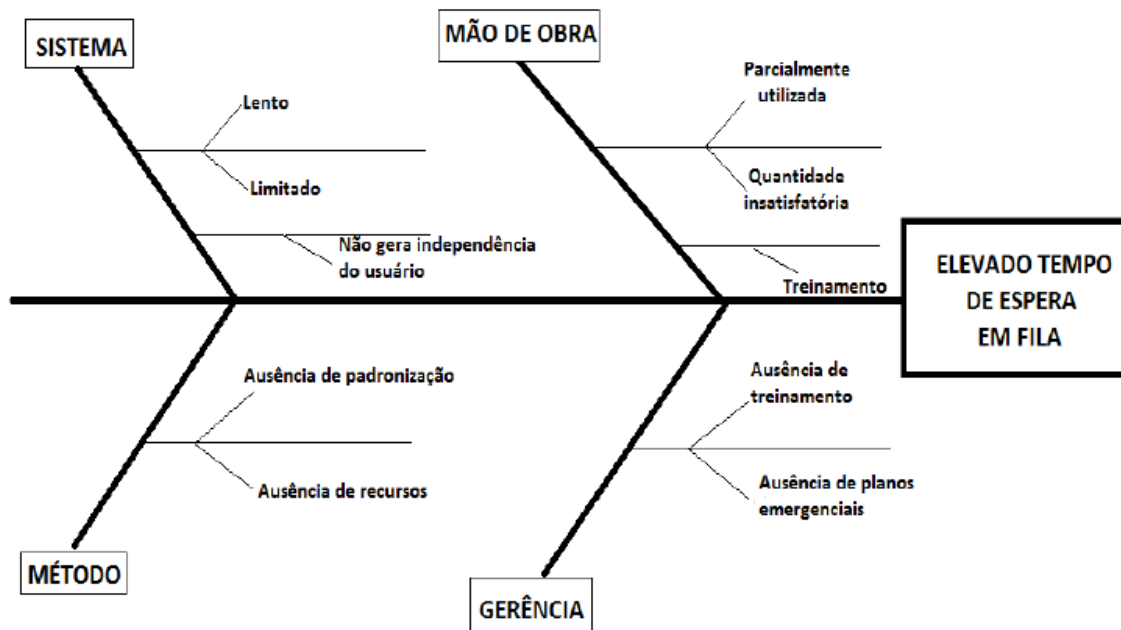 SISTEMA
Lento
Limitado
Não gera independência
do usuário
MÃO DE OBRA
Parcialmente
utilizada
Quantidade
insatisfatória
Treinamento
ELEVADO TEMPO
DE ESPERA
EM FILA
Ausência de padronização
Ausência de recursos
MÉTODO
Ausência de
treinamento
Ausência de planos
emergenciais
GERÊNCIA